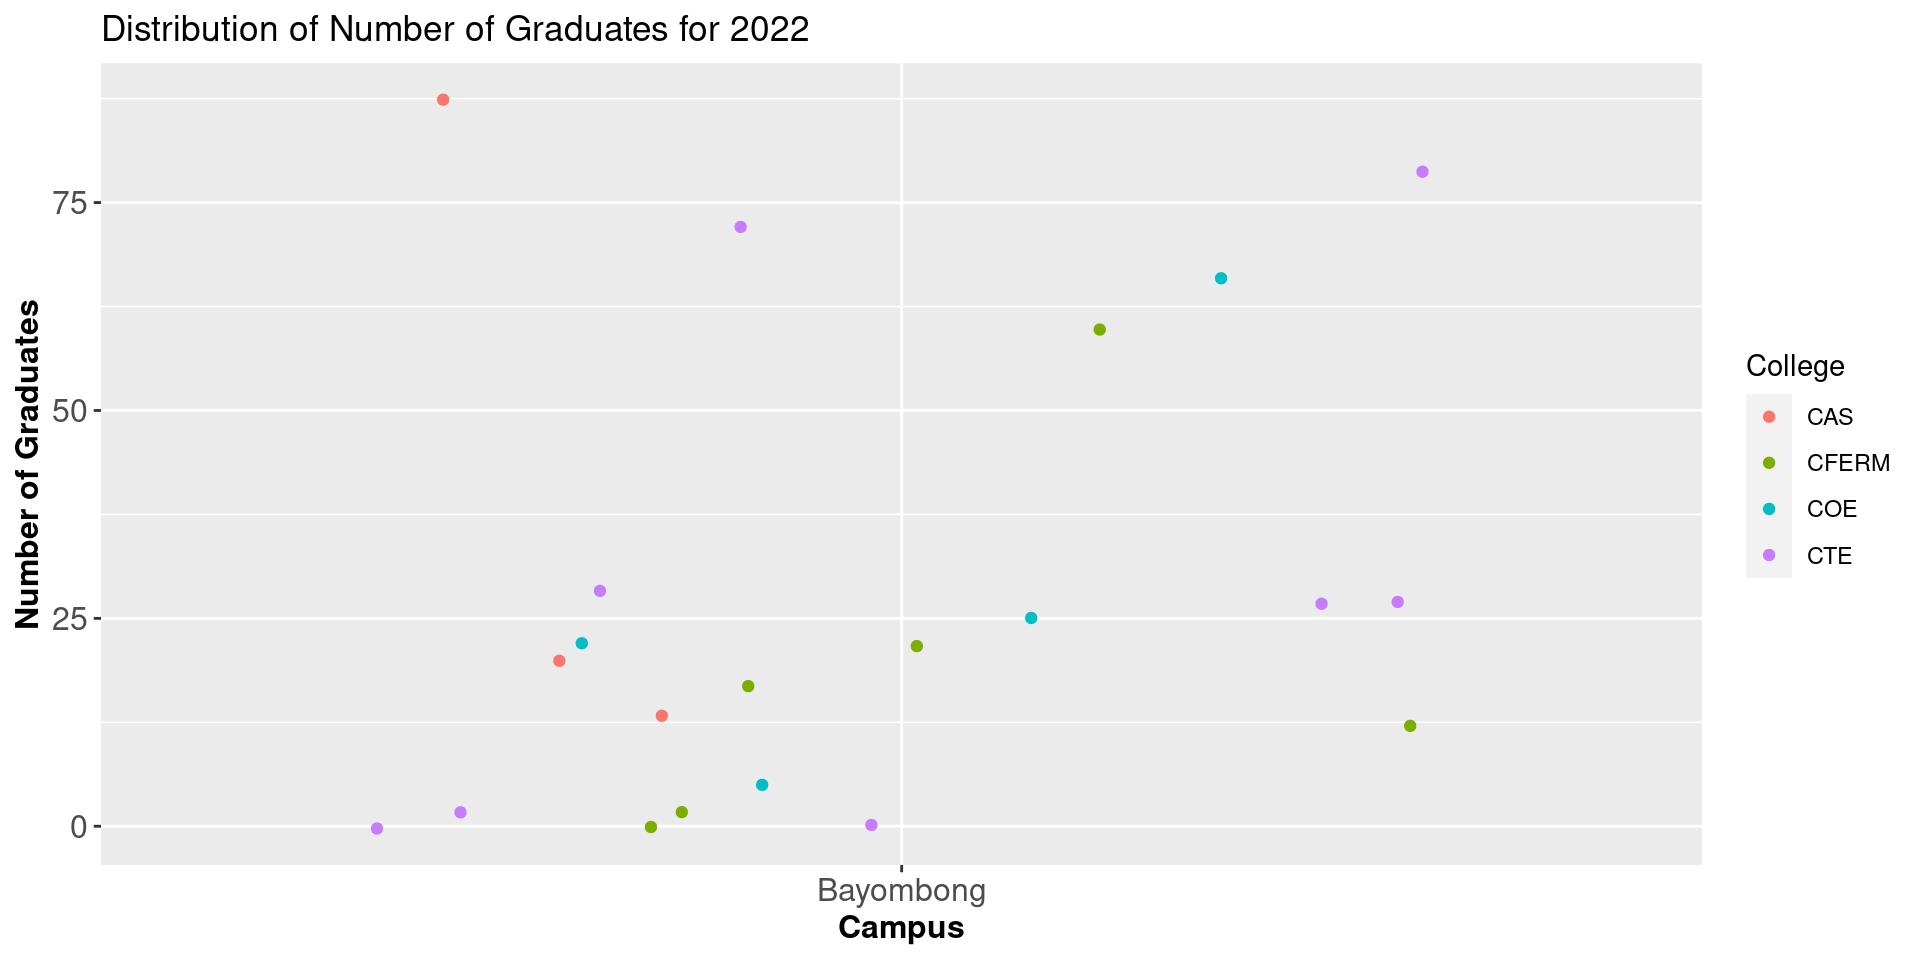 Distribution of Number of Graduates for 2022
Number of Graduates
75
50
25
0
Bayombong
Campus
College
CAS
CFERM
COE
CTE